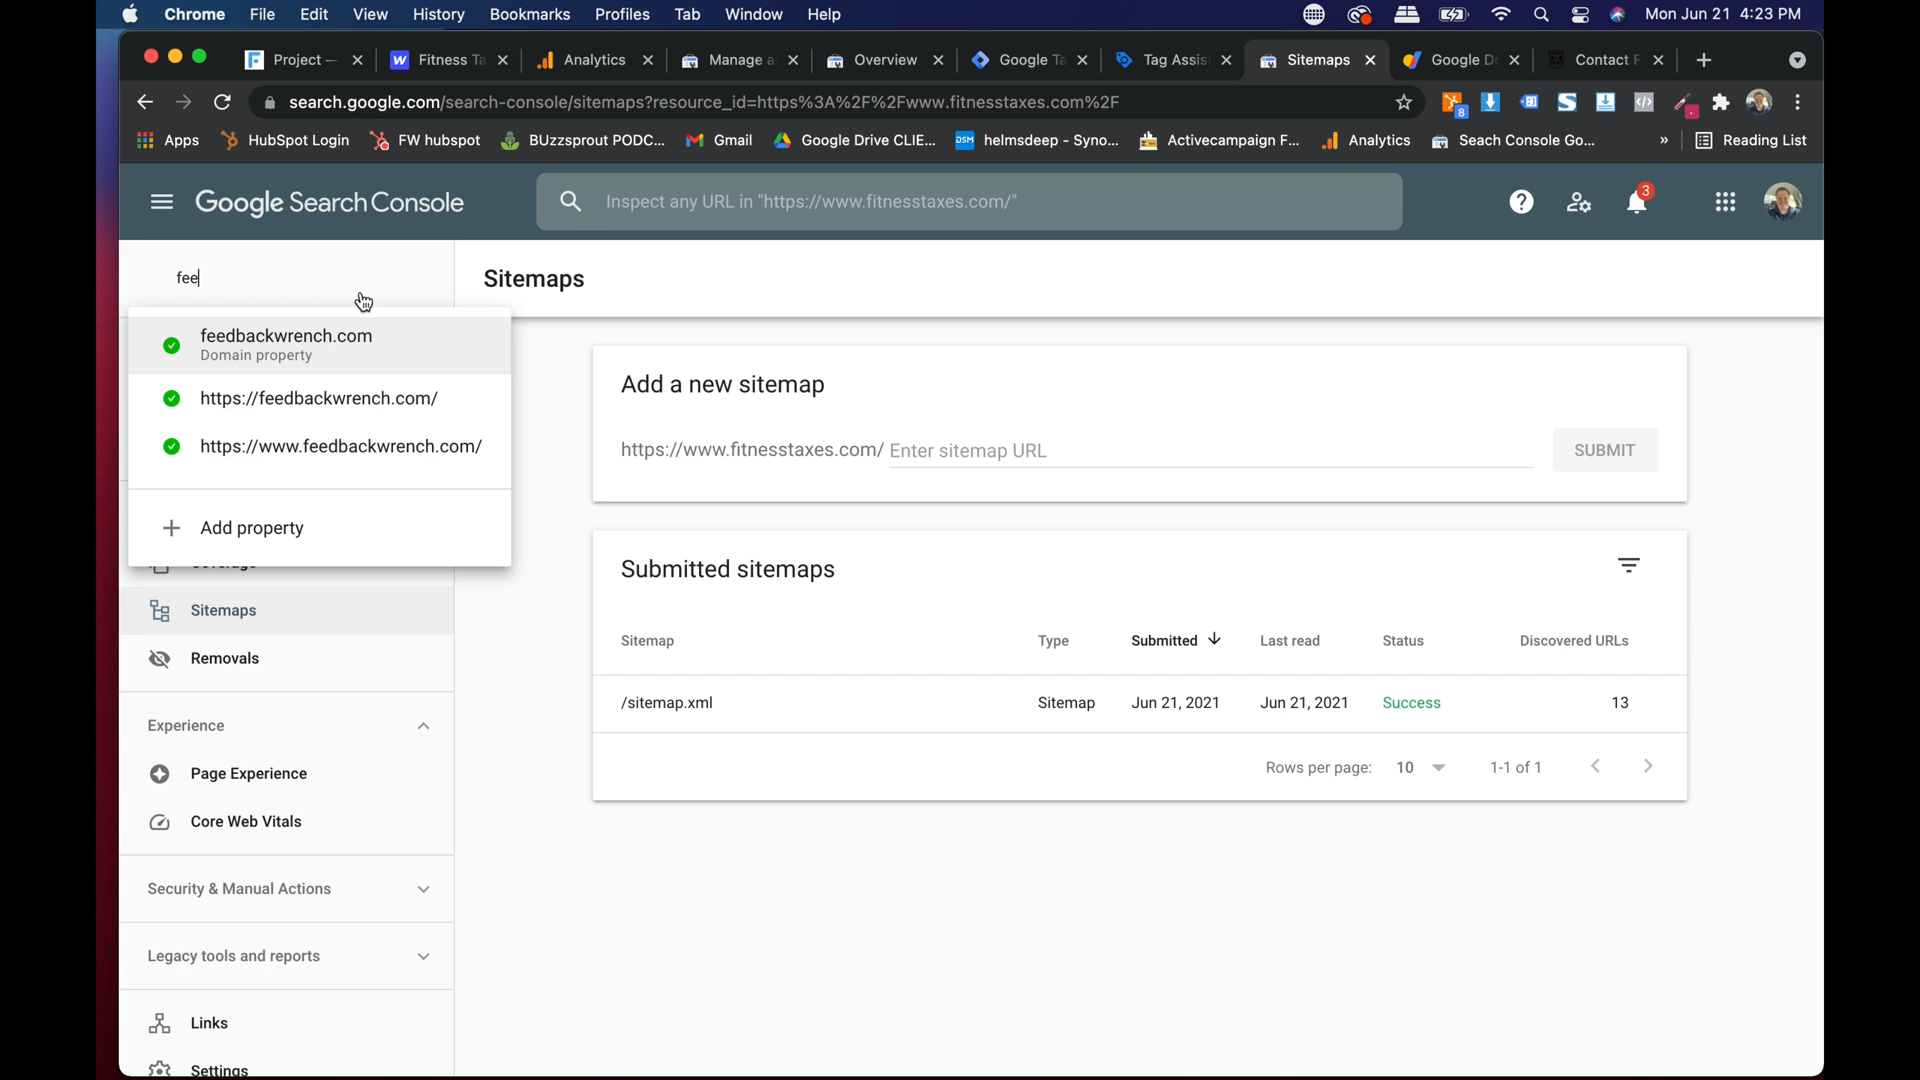 Chrome File Edit View History Bookmarks Profiles Tab Window Help Mon Jun 21 4:23 PM
Project — Fitness Ta Analytics Manage a Overview Google Ta Tag Assis Sitemaps Google D Contact F
search.google.com/search-console/sitemaps?resource_id=https%3A%2F%2Fwww.fitnesstaxes.com%2F
8
Apps HubSpot Login FW hubspot BUzzsprout PODC... Gmail Google Drive CLIE... DSM helmsdeep - Syno... Activecampaign F... Analytics Seach Console Go... » Reading List
Google Search Console Inspect any URL in "https://www.fitnesstaxes.com/" 3
fee
Sitemaps
feedbackwrench.com
Domain property
https://feedbackwrench.com/
https://www.feedbackwrench.com/
Add property
Coverage
Sitemaps
Removals
Experience
Page Experience
Core Web Vitals
Security & Manual Actions
Legacy tools and reports
Links
Settings
Add a new sitemap
https://www.fitnesstaxes.com/ Enter sitemap URL SUBMIT
Submitted sitemaps
Sitemap Type Submitted Last read Status Discovered URLs
/sitemap.xml Sitemap Jun 21, 2021 Jun 21, 2021 Success 13
Rows per page: 10 1-1 of 1